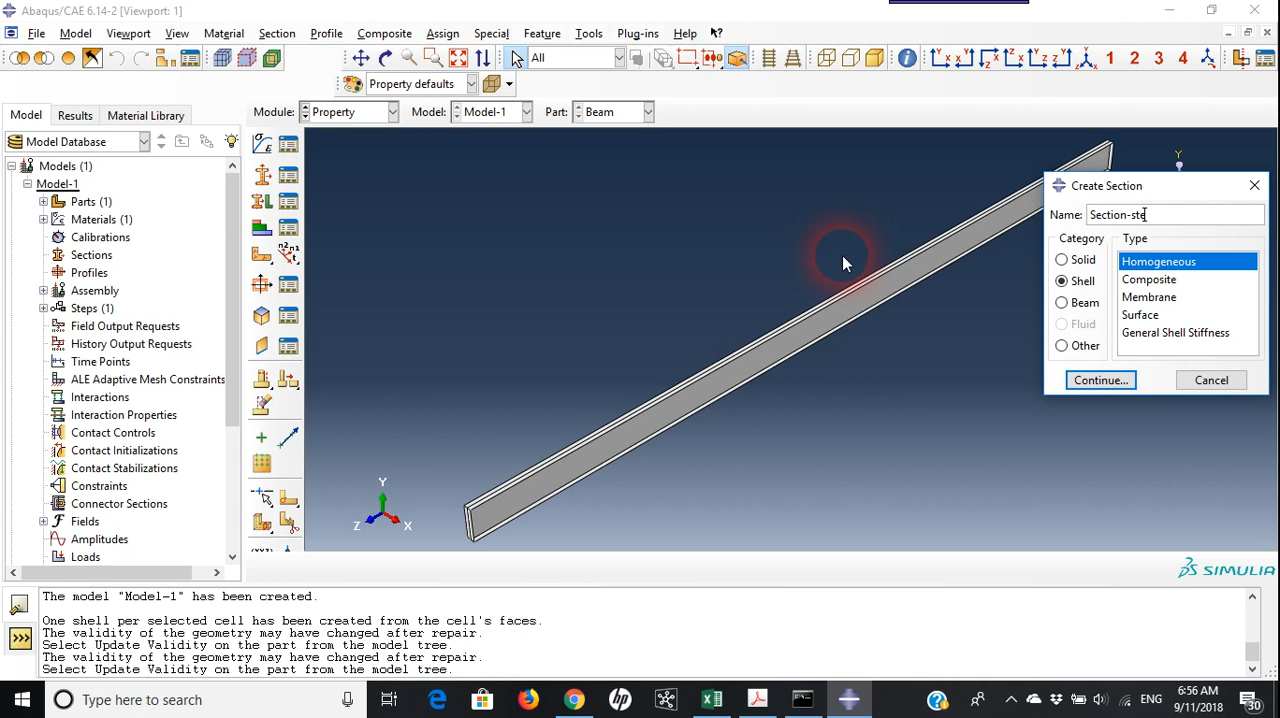 Abaqus/CAE 6.14-2 [Viewport: 1]
File Model Viewport View Material Section Profile Composite Assign Special Feature Tools Plug-ins Help
All 1 2 3 4
Property defaults
Model Results Material Library Module: Property Model: Model-1 Part: Beam
Model Database
Models (1)
Model-1
Parts (1)
Materials (1)
Calibrations
Sections
Profiles
Assembly
Steps (1)
Field Output Requests
History Output Requests
Time Points
ALE Adaptive Mesh Constraints
Interactions
Interaction Properties
Contact Controls
Contact Initializations
Contact Stabilizations
Constraints
Connector Sections
Fields
Amplitudes
Loads
Y
Create Section
Name: Section-ste
Category Type
Solid Homogeneous
Shell Composite
Beam Membrane
Fluid Surface
Other General Shell Stiffness
Continue... Cancel
Y
Z X
SIMULIA
The model "Model-1" has been created.
One shell per selected cell has been created from the cell's faces.
The validity of the geometry may have changed after repair.
Select Update Validity on the part from the model tree.
The validity of the geometry may have changed after repair.
Select Update Validity on the part from the model tree.
Type here to search
ENG
6:56 AM
9/11/2018
30